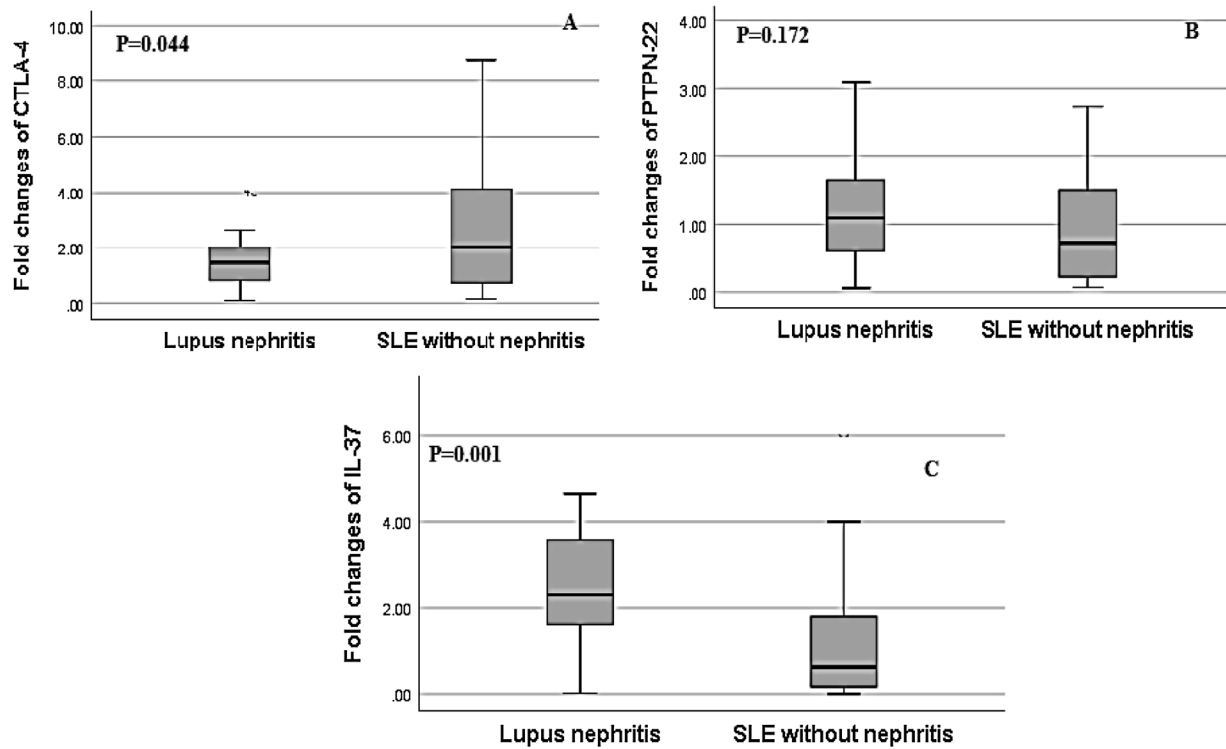 A
P=0.044
Fold changes of CTLA-4
10.00
8.00
6.00
4.00
2.00
.00
Lupus nephritis
SLE without nephritis
B
P=0.172
Fold changes of PTPN-22
4.00
3.00
2.00
1.00
.00
Lupus nephritis
SLE without nephritis
C
P=0.001
Fold changes of IL-37
6.00
4.00
2.00
.00
Lupus nephritis
SLE without nephritis